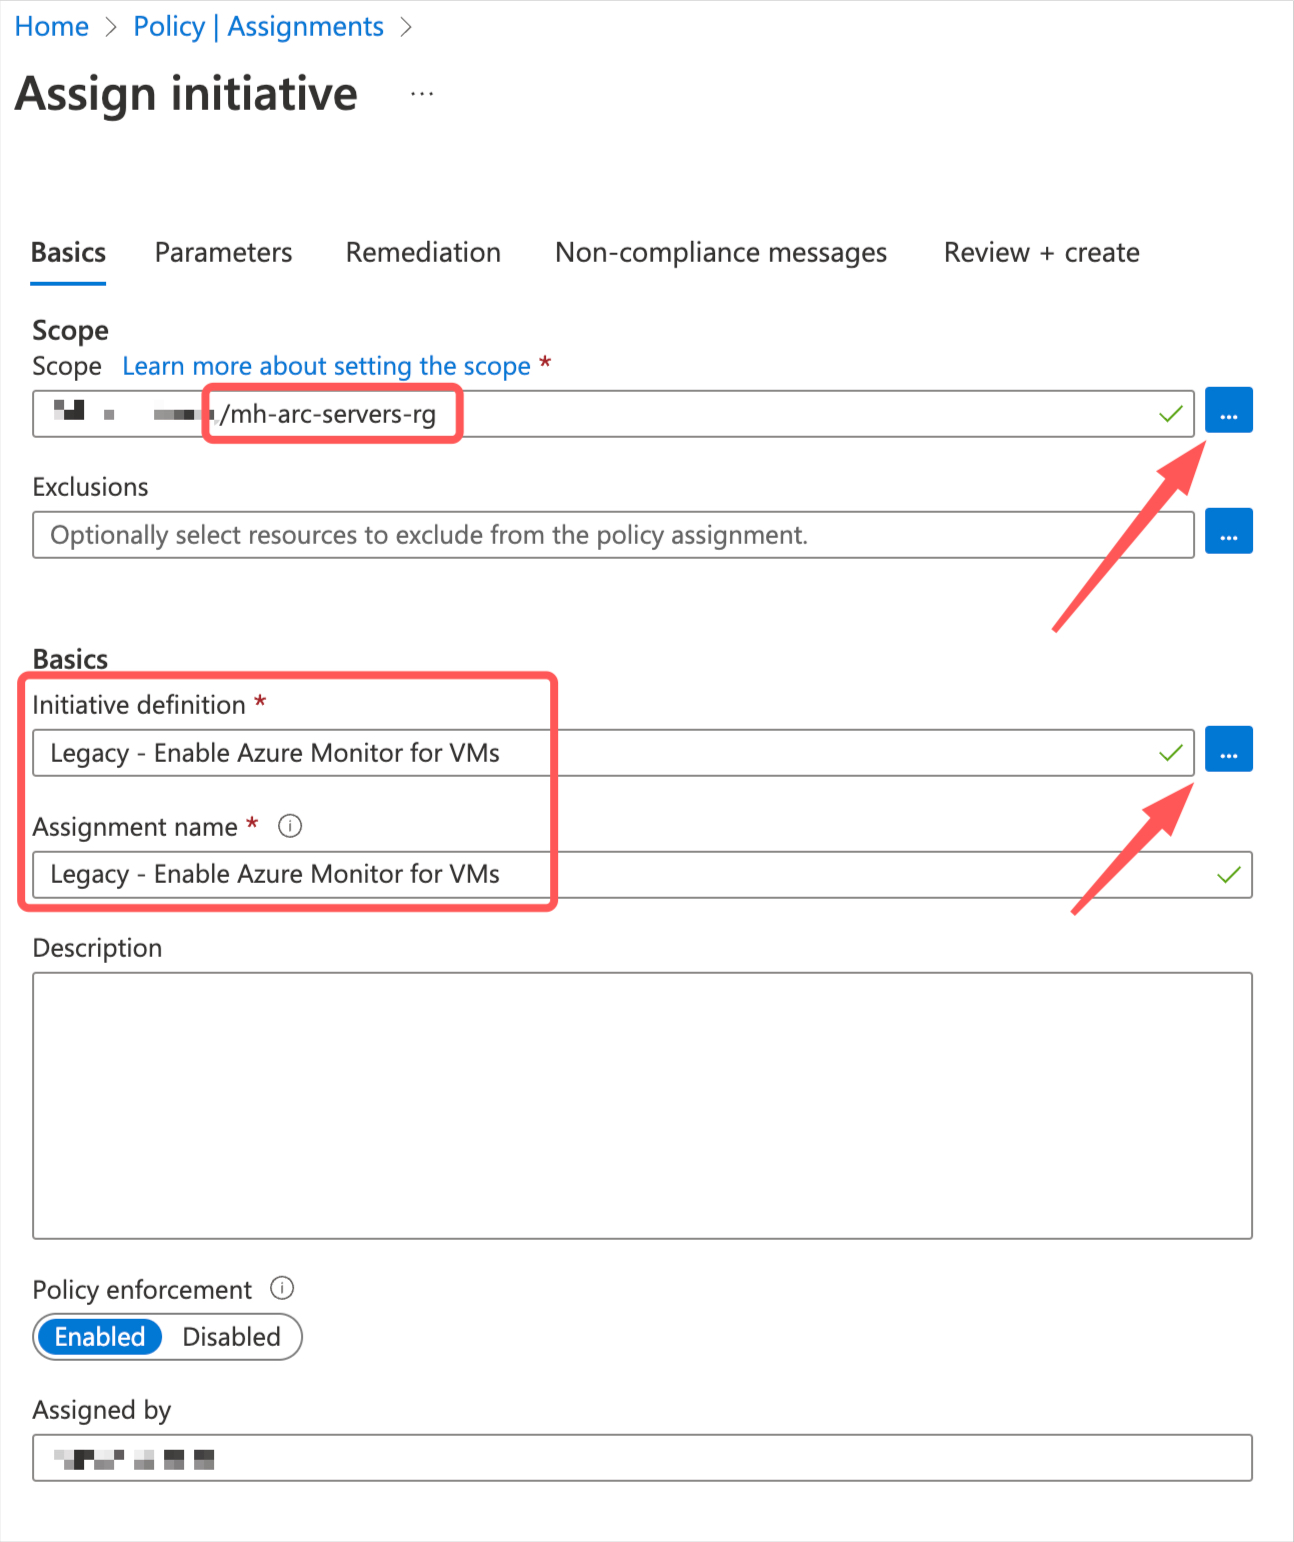 Home > Policy | Assignments >
Assign initiative ...
Basics Parameters Remediation Non-compliance messages Review + create
Scope
Scope Learn more about setting the scope *
/mh-arc-servers-rg ...
Exclusions
Optionally select resources to exclude from the policy assignment. ...
Basics
Initiative definition *
Legacy - Enable Azure Monitor for VMs ...
Assignment name *
Legacy - Enable Azure Monitor for VMs
Description
Policy enforcement
Enabled Disabled
Assigned by